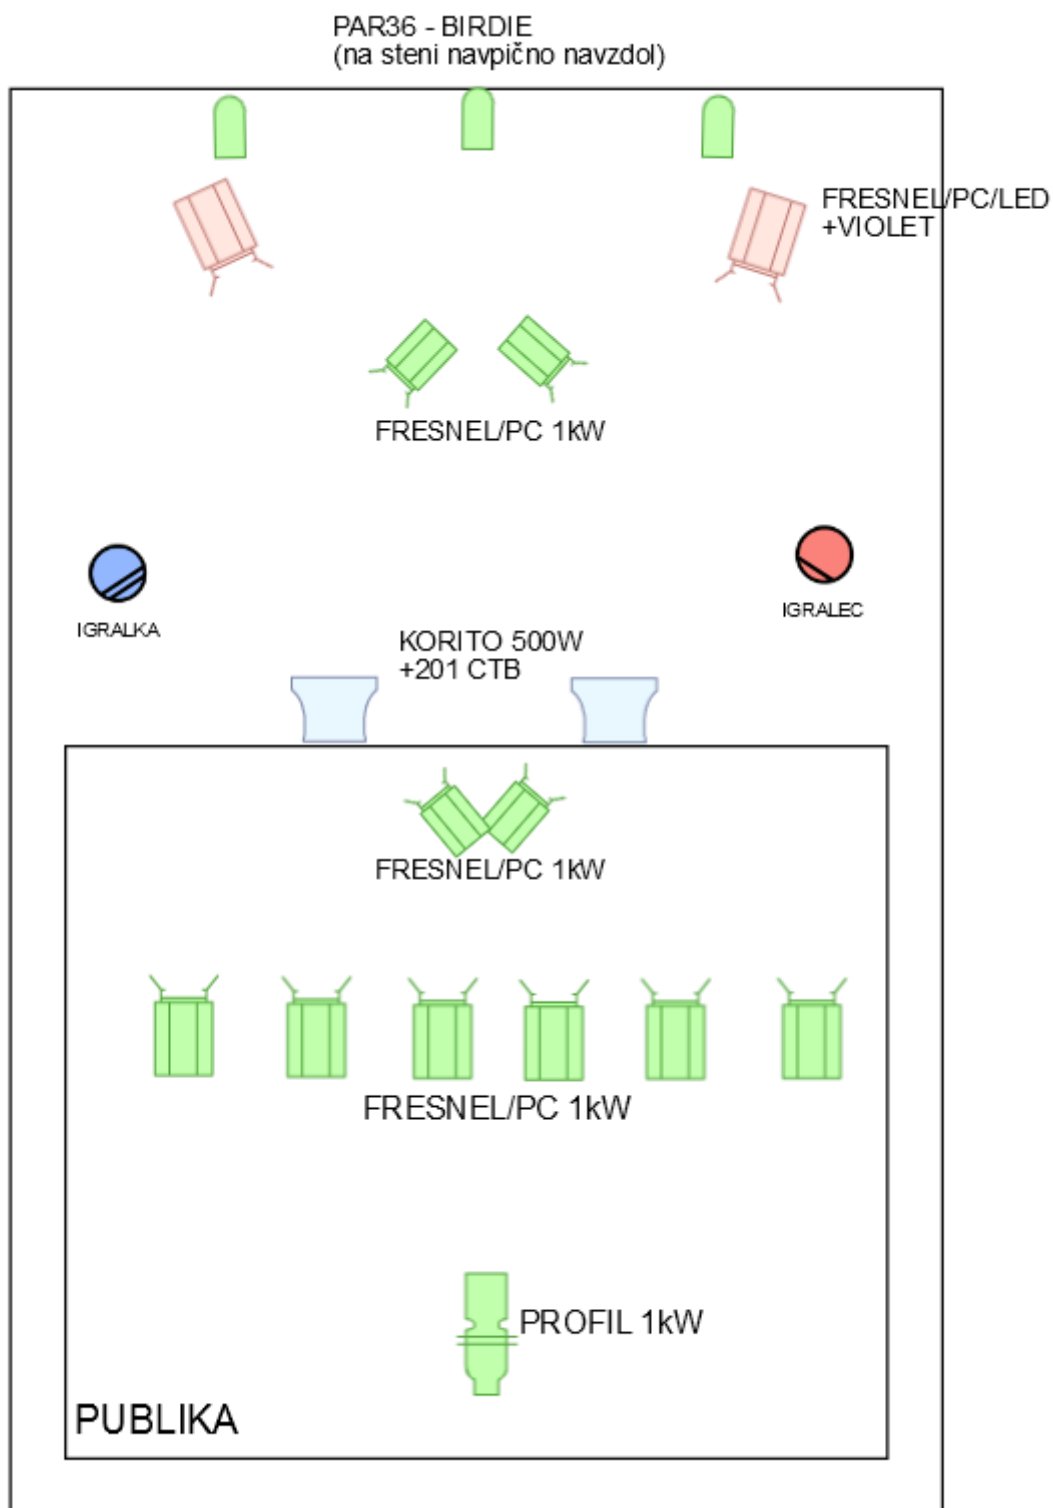 PAR36 - BIRDIE
(na steni navpično navzdol)
FRESNEL/PC/LED
+VIOLET
FRESNEL/PC 1kW
IGRALKA
IGRALEC
KORITO 500W
+201 CTB
FRESNEL/PC 1kW
FRESNEL/PC 1kW
PROFIL 1kW
PUBLIKA